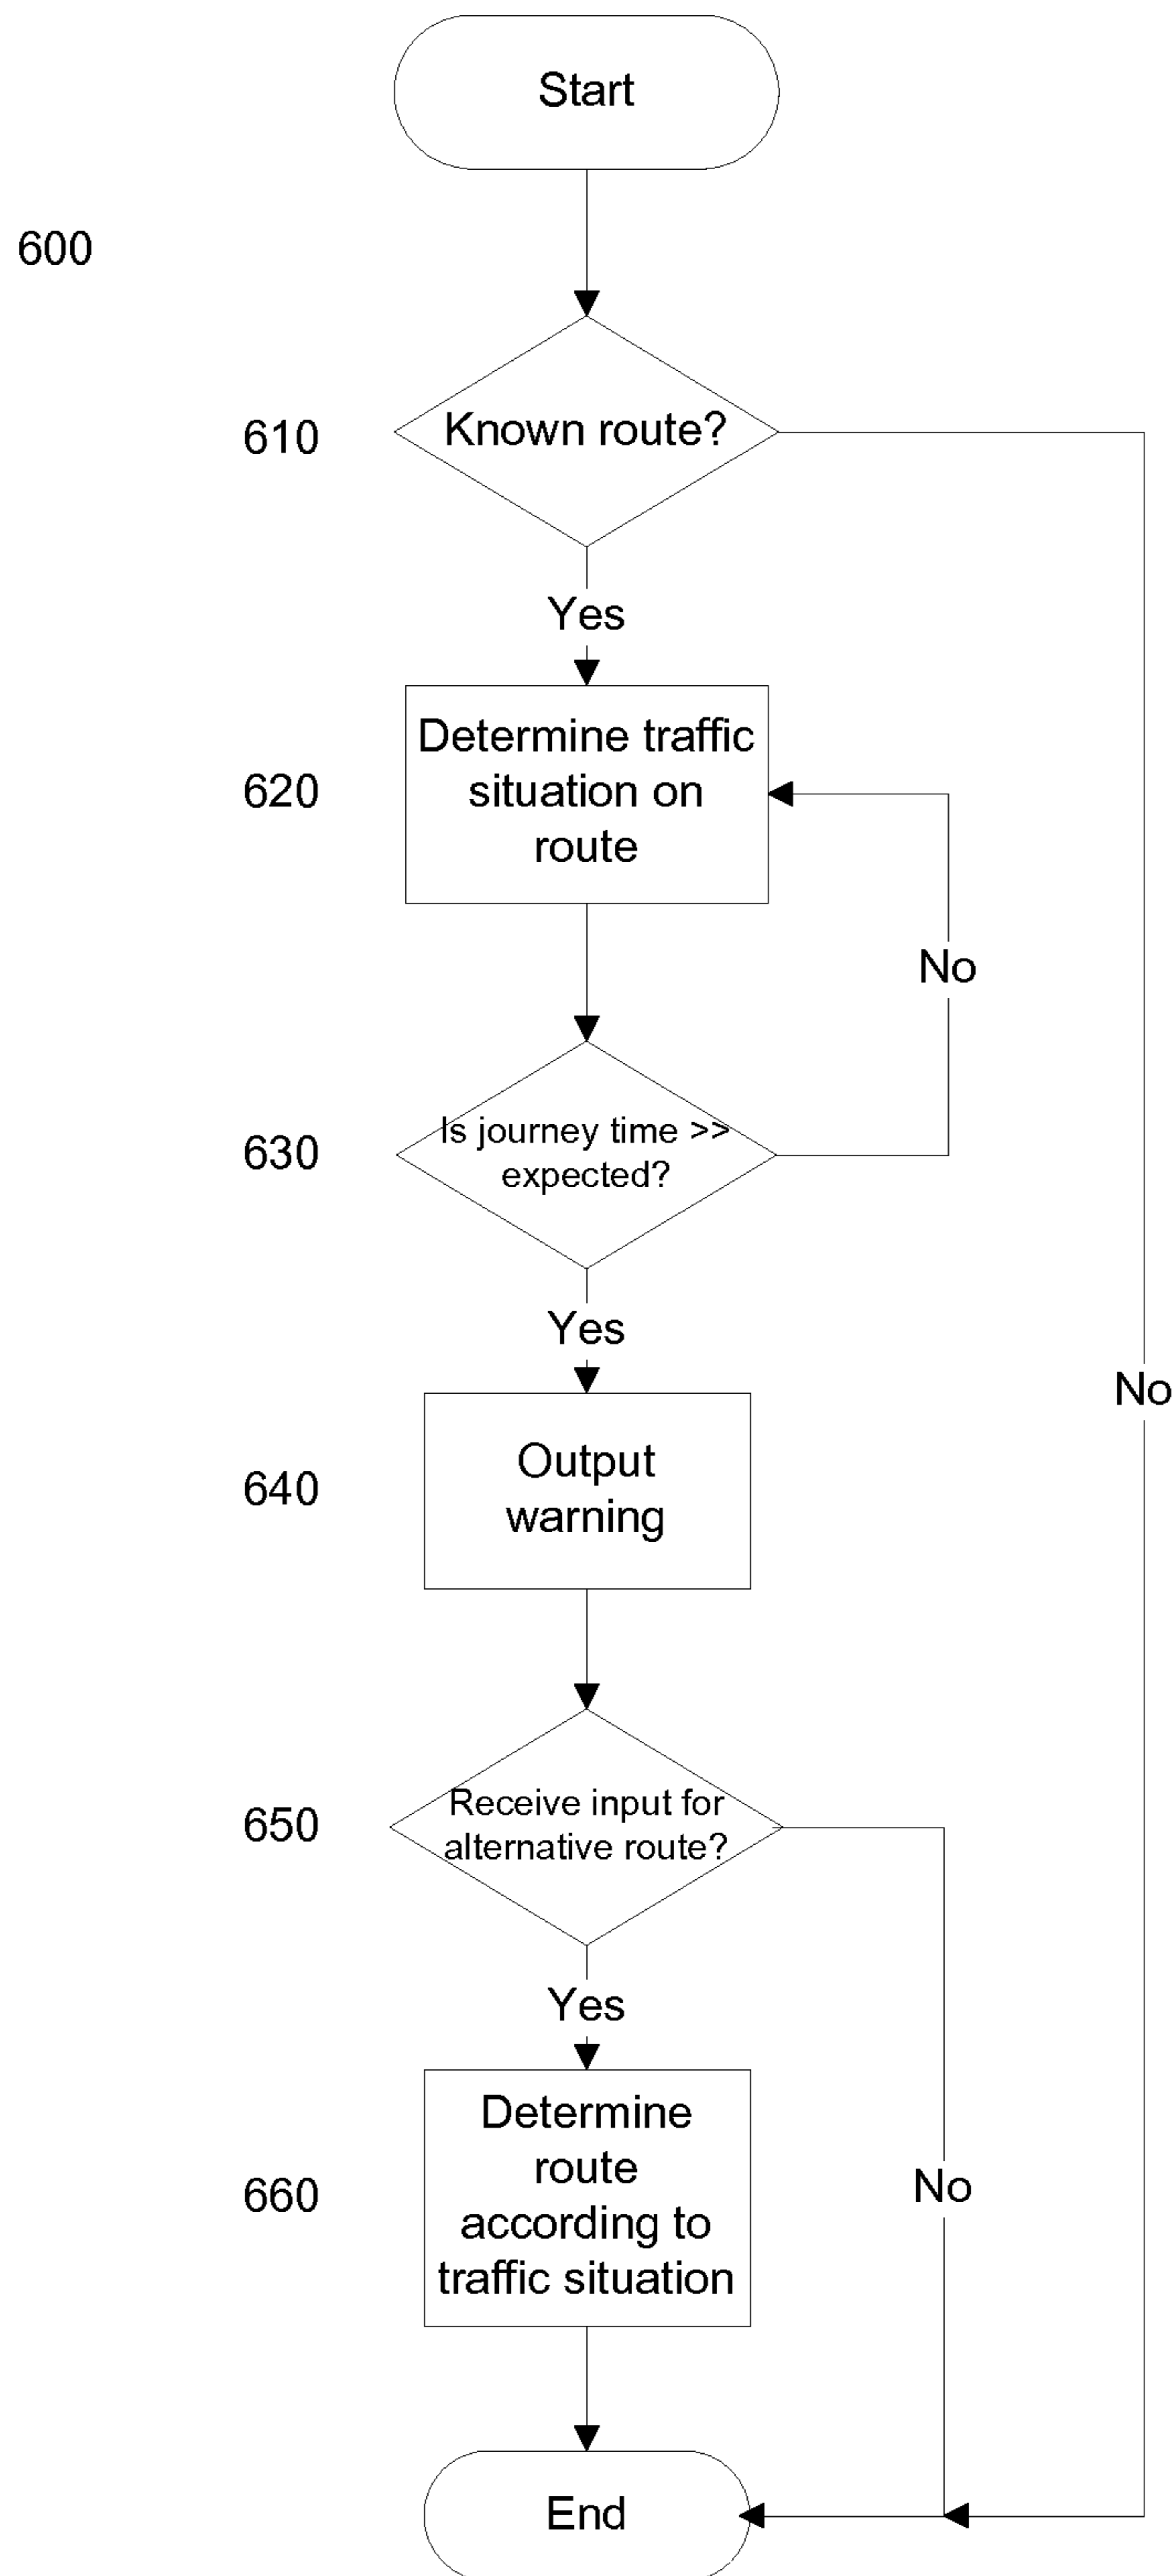 Start
600
610
Known route?
Yes
620
Determine traffic
situation on
route
No
630
Is journey time >>
expected?
Yes
No
640
Output
warning
650
Receive input for
alternative route?
Yes
660
Determine
route
according to
traffic situation
No
End